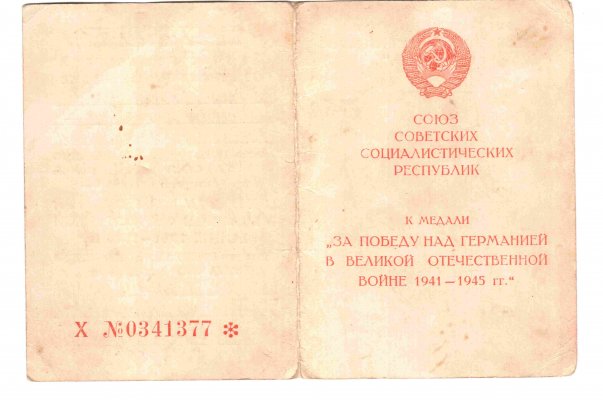 Х №0341377 *
СОЮЗ
СОВЕТСКИХ
СОЦИАЛИСТИЧЕСКИХ
РЕСПУБЛИК
К МЕДАЛИ
„ЗА ПОБЕДУ НАД ГЕРМАНИЕЙ
В ВЕЛИКОЙ ОТЕЧЕСТВЕННОЙ
ВОЙНЕ 1941—1945 гг.“